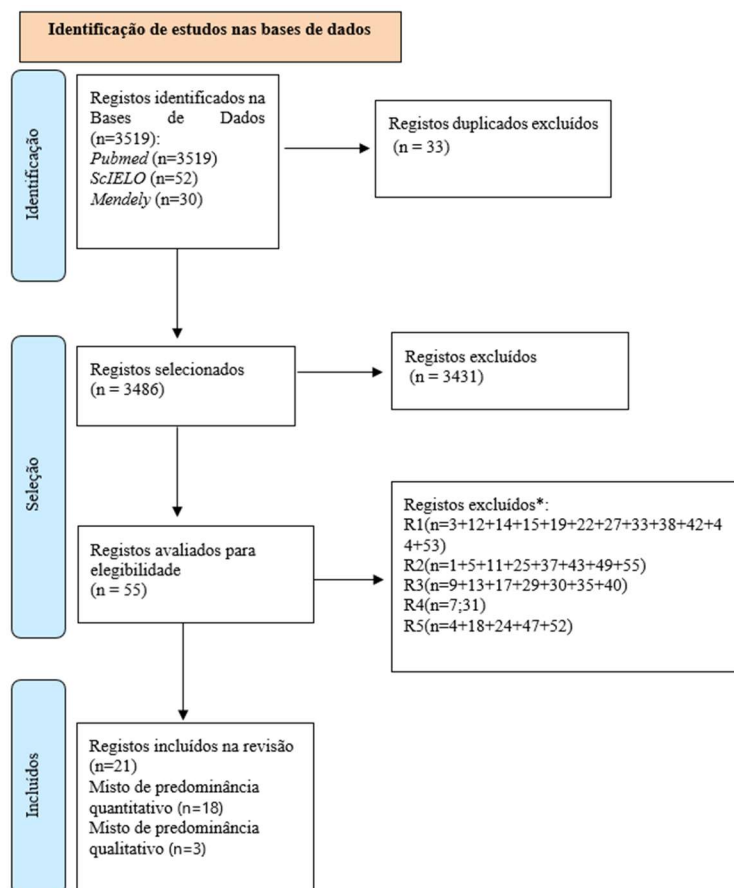 Identificação de estudos nas bases de dados
Identificação
Registos identificados na
Bases de Dados
(n=3519):
Pubmed (n=3519)
ScIELO (n=52)
Mendely (n=30)
Registos duplicados excluídos
(n = 33)
Seleção
Registos selecionados
(n = 3486)
Registos excluídos
(n = 3431)
Registos avaliados para
elegibilidade
(n = 55)
Registos excluídos*:
R1(n=3+12+14+15+19+22+27+33+38+42+4
4+53)
R2(n=1+5+11+25+37+43+49+55)
R3(n=9+13+17+29+30+35+40)
R4(n=7;31)
R5(n=4+18+24+47+52)
Incluídos
Registos incluídos na revisão
(n=21)
Misto de predominância
quantitativo (n=18)
Misto de predominância
qualitativo (n=3)